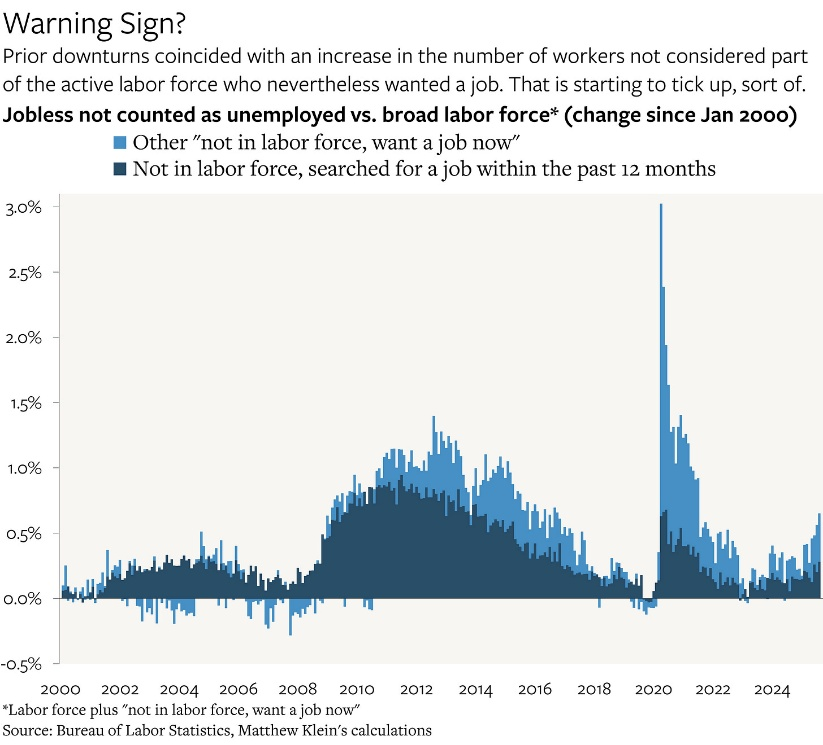 Warning Sign?
Prior downturns coincided with an increase in the number of workers not considered part
of the active labor force who nevertheless wanted a job. That is starting to tick up, sort of.
Jobless not counted as unemployed vs. broad labor force* (change since Jan 2000)
Other "not in labor force, want a job now"
Not in labor force, searched for a job within the past 12 months
3.0%
2.5%
2.0%
1.5%
1.0%
0.5%
0.0%
-0.5%
2000 2002 2004 2006 2008 2010 2012 2014 2016 2018 2020 2022 2024
*Labor force plus "not in labor force, want a job now"
Source: Bureau of Labor Statistics, Matthew Klein's calculations